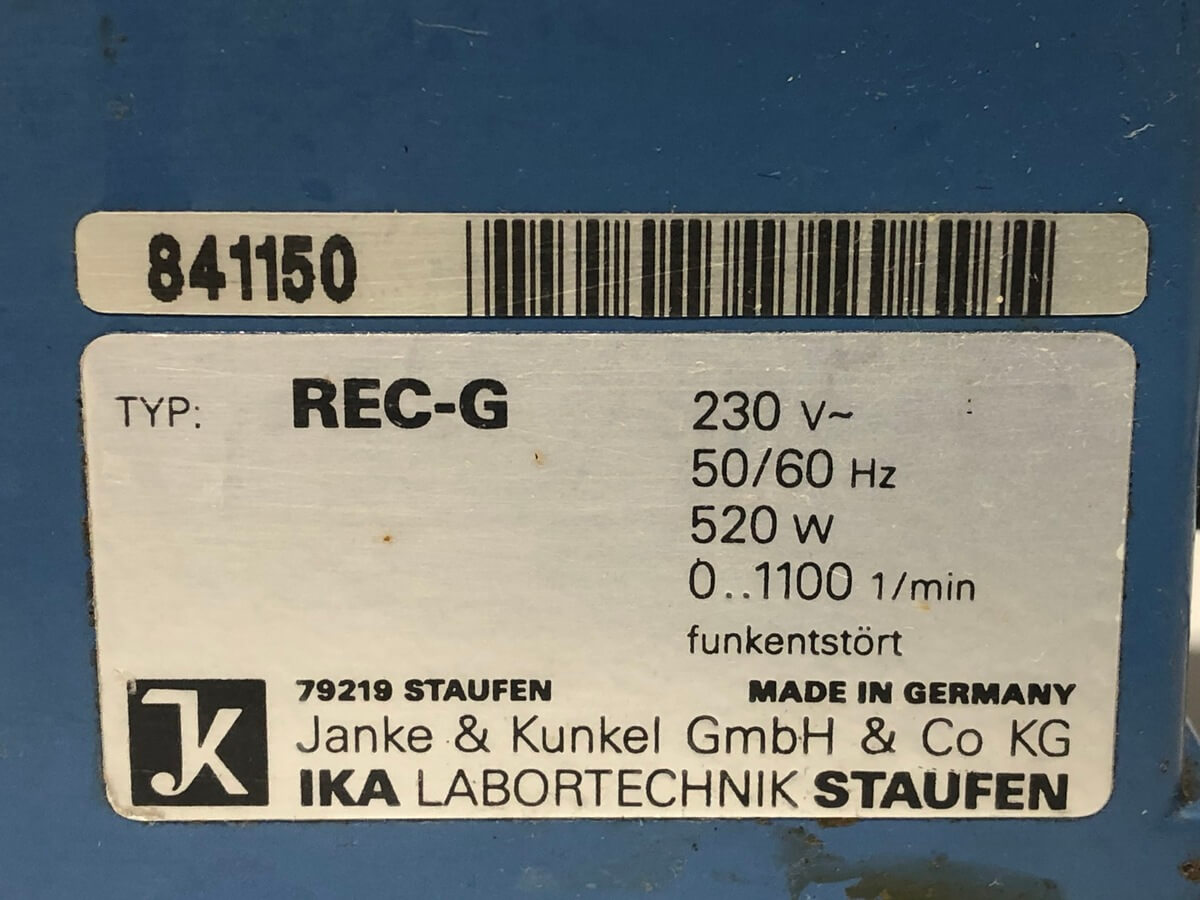 841150
TYP: REC-G
230 V~
50/60 Hz
520 W
0..1100 1/min
funkentstört
JK
79219 STAUFEN MADE IN GERMANY
Janke & Kunkel GmbH & Co KG
IKA LABORTECHNIK STAUFEN